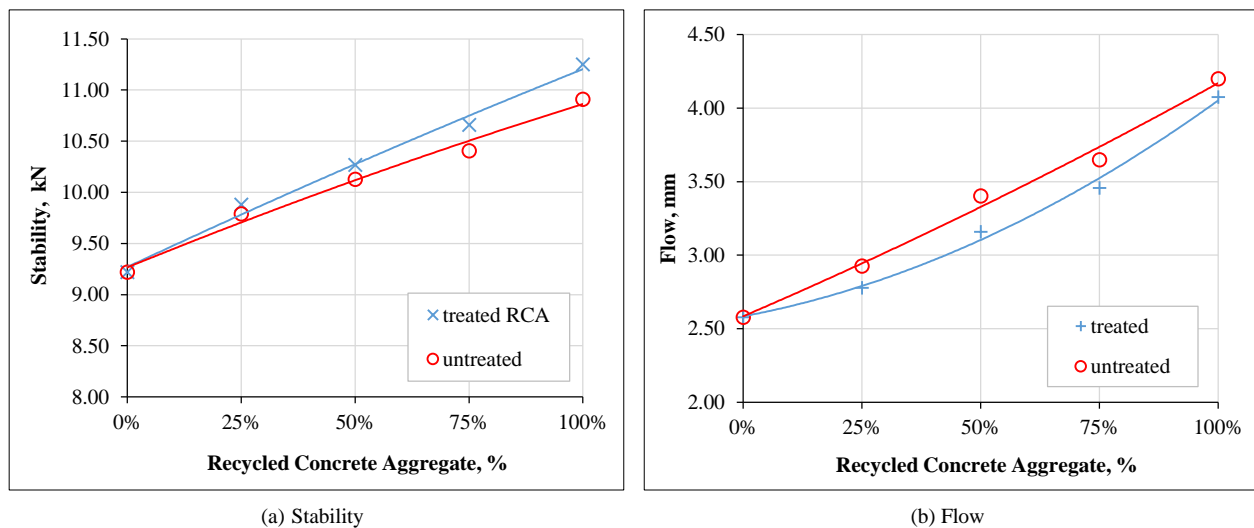 11.50
11.00
10.50
10.00
9.50
9.00
8.50
8.00
Stability, kN
0%
25%
50%
75%
100%
Recycled Concrete Aggregate, %
treated RCA
untreated
(a) Stability
4.50
4.00
3.50
3.00
2.50
2.00
Flow, mm
0%
25%
50%
75%
100%
Recycled Concrete Aggregate, %
treated
untreated
(b) Flow